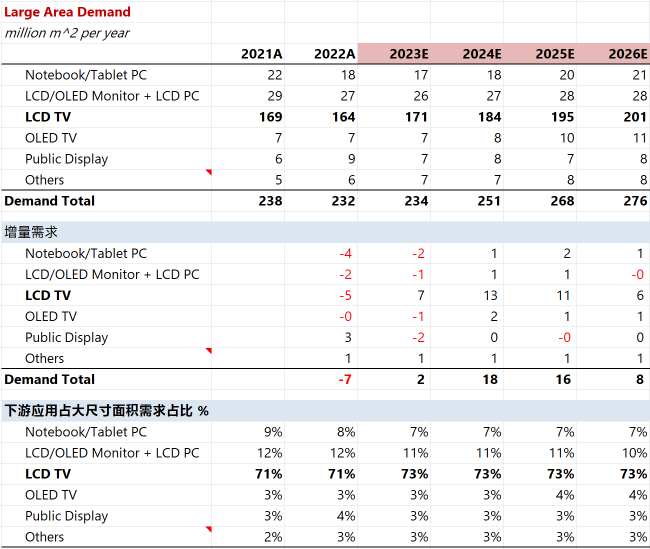 Large Area Demand
million m^2 per year
2021A 2022A 2023E 2024E 2025E 2026E
Notebook/Tablet PC 22 18 17 18 20 21
LCD/OLED Monitor + LCD PC 29 27 26 27 28 28
LCD TV 169 164 171 184 195 201
OLED TV 7 7 7 8 10 11
Public Display 6 9 7 8 7 8
Others 5 6 7 7 8 8
Demand Total 238 232 234 251 268 276
增量需求
Notebook/Tablet PC -4 -2 1 2 1
LCD/OLED Monitor + LCD PC -2 -1 1 1 -0
LCD TV -5 7 13 11 6
OLED TV -0 -1 2 1 1
Public Display 3 -2 0 -0 0
Others 1 1 1 1 1
Demand Total -7 2 18 16 8
下游应用占大尺寸面积需求占比 %
Notebook/Tablet PC 9% 8% 7% 7% 7% 7%
LCD/OLED Monitor + LCD PC 12% 12% 11% 11% 11% 10%
LCD TV 71% 71% 73% 73% 73% 73%
OLED TV 3% 3% 3% 3% 4% 4%
Public Display 3% 4% 3% 3% 3% 3%
Others 2% 3% 3% 3% 3% 3%